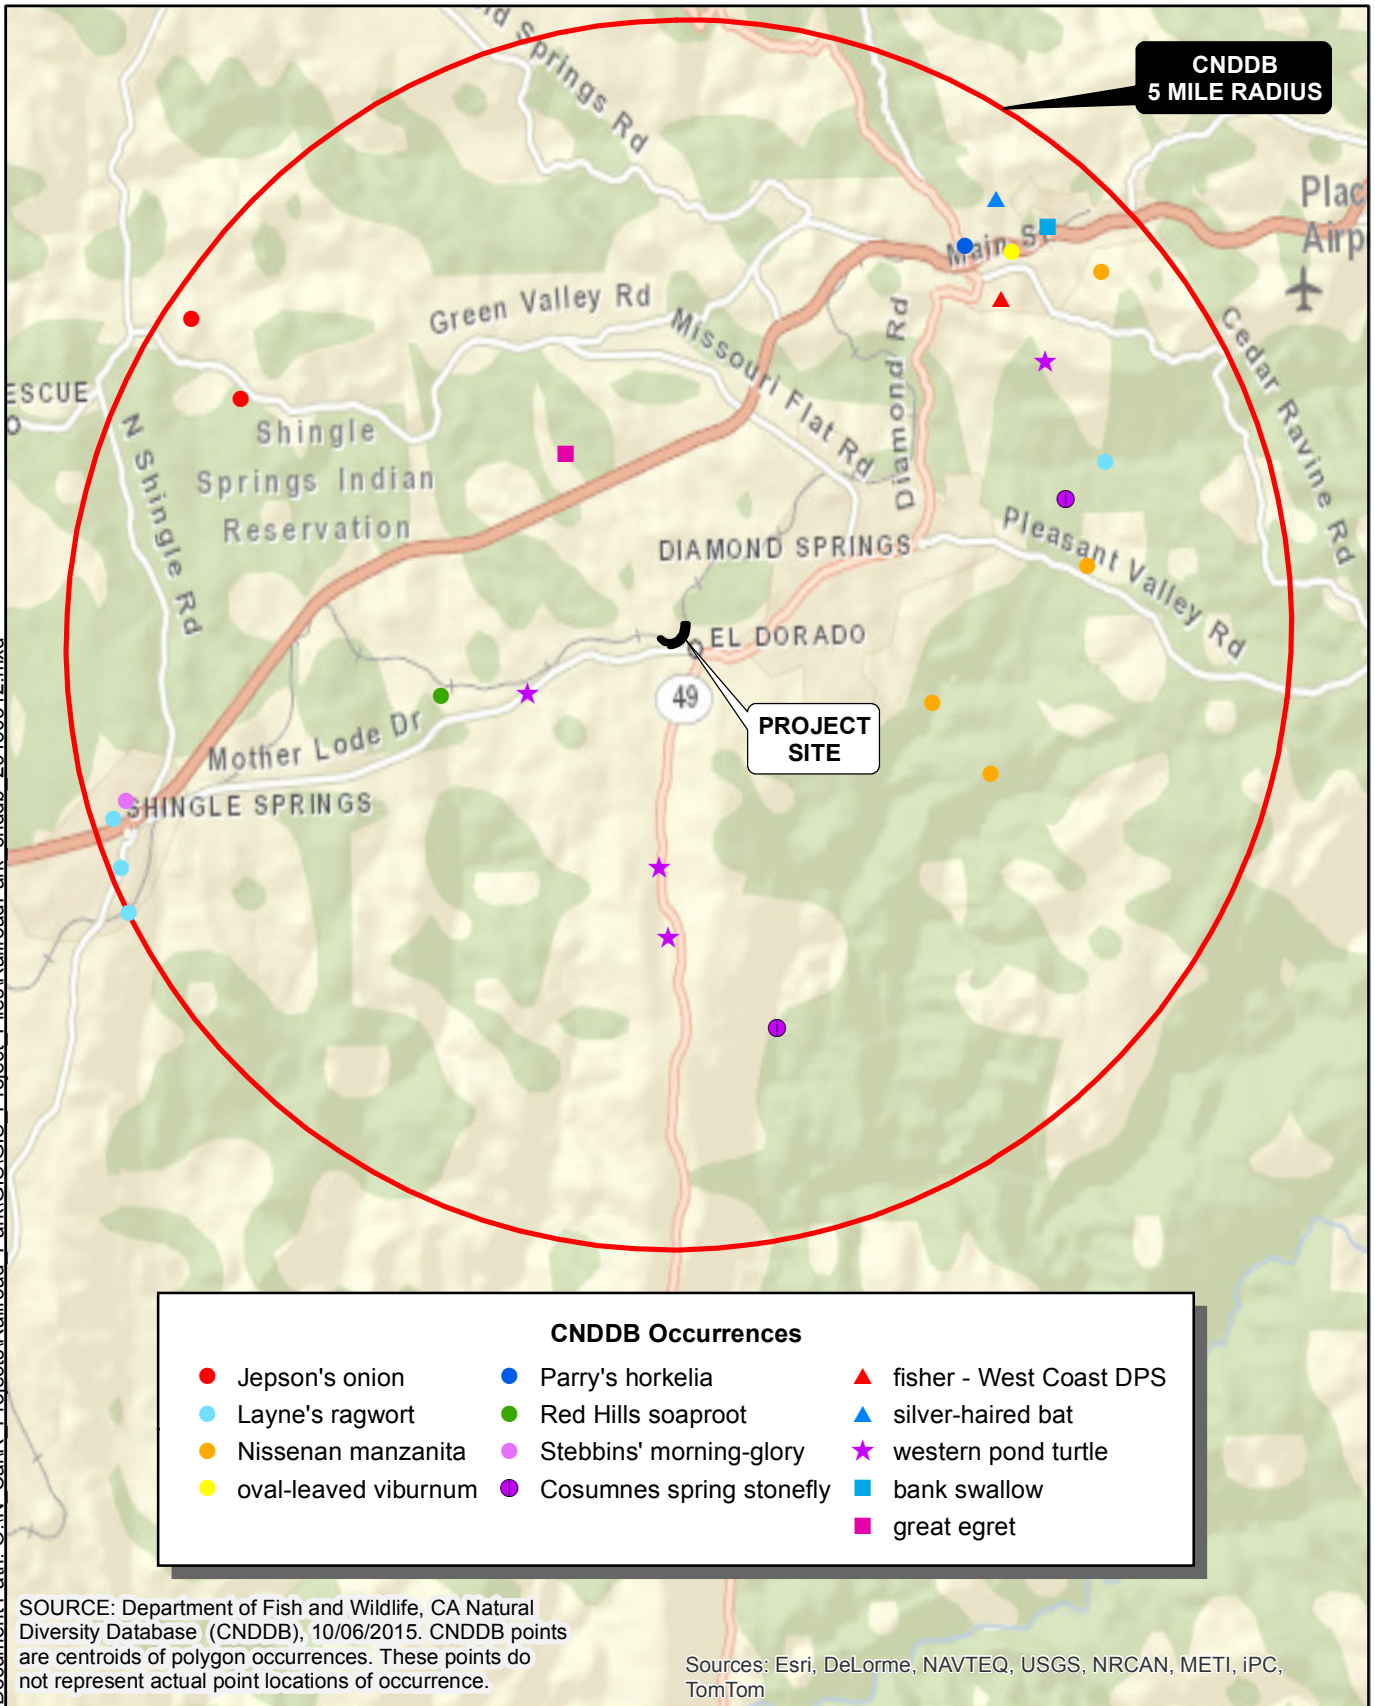 Springs Rd
CNDDB
5 MILE RADIUS
Plac
Airp
Main St
Green Valley Rd
Missouri Flat Rd
Diamond Rd
Cedar Ravine Rd
ESCUE
N Shingle Rd
Shingle
Springs Indian
Reservation
Pleasant Valley Rd
DIAMOND SPRINGS
EL DORADO
49
PROJECT
SITE
Mother Lode Dr
SHINGLE SPRINGS
CNDDB Occurrences
Jepson's onion
Layne's ragwort
Nissenan manzanita
oval-leaved viburnum
Parry's horkelia
Red Hills soaproot
Stebbins' morning-glory
Cosumnes spring stonefly
fisher - West Coast DPS
silver-haired bat
western pond turtle
bank swallow
great egret
SOURCE: Department of Fish and Wildlife, CA Natural
Diversity Database (CNDDB), 10/06/2015. CNDDB points
are centroids of polygon occurrences. These points do
not represent actual point locations of occurrence.
Sources: Esri, DeLorme, NAVTEQ, USGS, NRCAN, METI, iPC,
TomTom